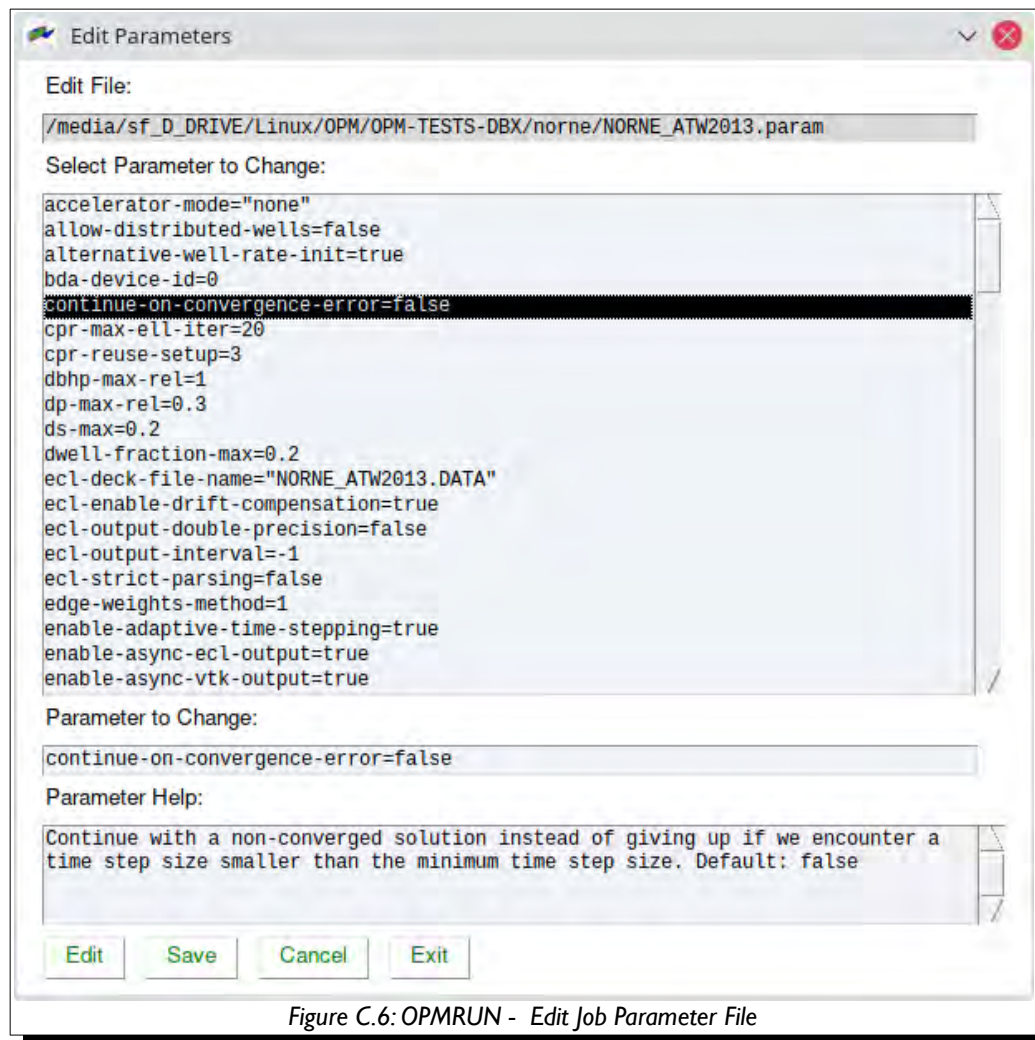 Edit Parameters
Edit File:
/media/sf_D_DRIVE/Linux/OPM/OPM-TESTS-DBX/norne/NORNE_ATW2013.param
Select Parameter to Change:
accelerator-mode="none"
allow-distributed-wells=false
alternative-well-rate-init=true
bda-device-id=0
continue-on-convergence-error=false
cpr-max-ell-iter=20
cpr-reuse-setup=3
dbhp-max-rel=1
dp-max-rel=0.3
ds-max=0.2
dwell-fraction-max=0.2
ecl-deck-file-name="NORNE_ATW2013.DATA"
ecl-enable-drift-compensation=true
ecl-output-double-precision=false
ecl-output-interval=-1
ecl-strict-parsing=false
edge-weights-method=1
enable-adaptive-time-stepping=true
enable-async-ecl-output=true
enable-async-vtk-output=true
Parameter to Change:
continue-on-convergence-error=false
Parameter Help:
Continue with a non-converged solution instead of giving up if we encounter a
time step size smaller than the minimum time step size. Default: false
Edit Save Cancel Exit
Figure C.6: OPMRUN - Edit Job Parameter File